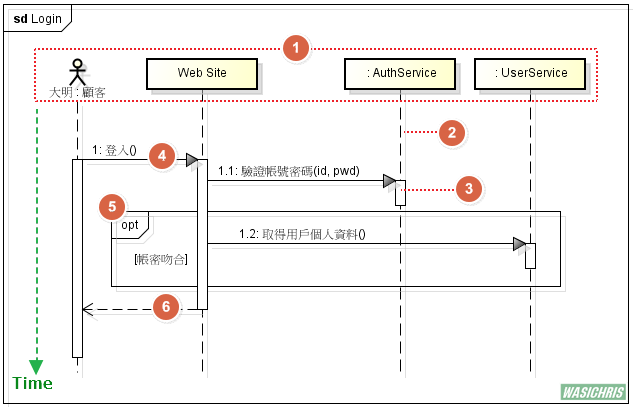 sd Login
1
大明 : 顧客
Web Site
: AuthService
: UserService
2
1: 登入()
4
1.1: 驗證帳號密碼(id, pwd)
3
5
opt
1.2: 取得用戶個人資料()
[帳密吻合]
6
Time
WASICHRIS